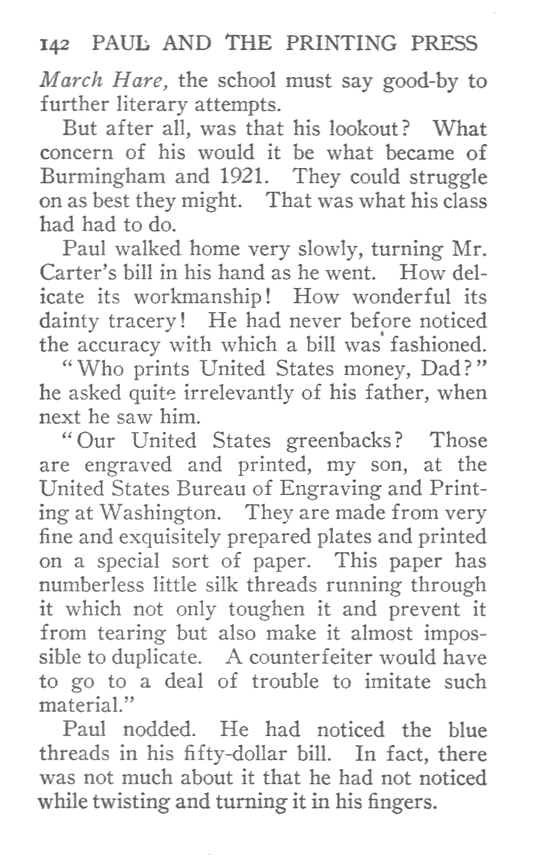 142 PAUL AND THE PRINTING PRESS
March Hare, the school must say good-by to
further literary attempts.
But after all, was that his lookout? What
concern of his would it be what became of
Burmingham and 1921. They could struggle
on as best they might. That was what his class
had had to do.
Paul walked home very slowly, turning Mr.
Carter's bill in his hand as he went. How del-
icate its workmanship! How wonderful its
dainty tracery! He had never before noticed
the accuracy with which a bill was fashioned.
"Who prints United States money, Dad?"
he asked quite irrelevantly of his father, when
next he saw him.
"Our United States greenbacks? Those
are engraved and printed, my son, at the
United States Bureau of Engraving and Print-
ing at Washington. They are made from very
fine and exquisitely prepared plates and printed
on a special sort of paper. This paper has
numberless little silk threads running through
it which not only toughen it and prevent it
from tearing but also make it almost impos-
sible to duplicate. A counterfeiter would have
to go to a deal of trouble to imitate such
material."
Paul nodded. He had noticed the blue
threads in his fifty-dollar bill. In fact, there
was not much about it that he had not noticed
while twisting and turning it in his fingers.